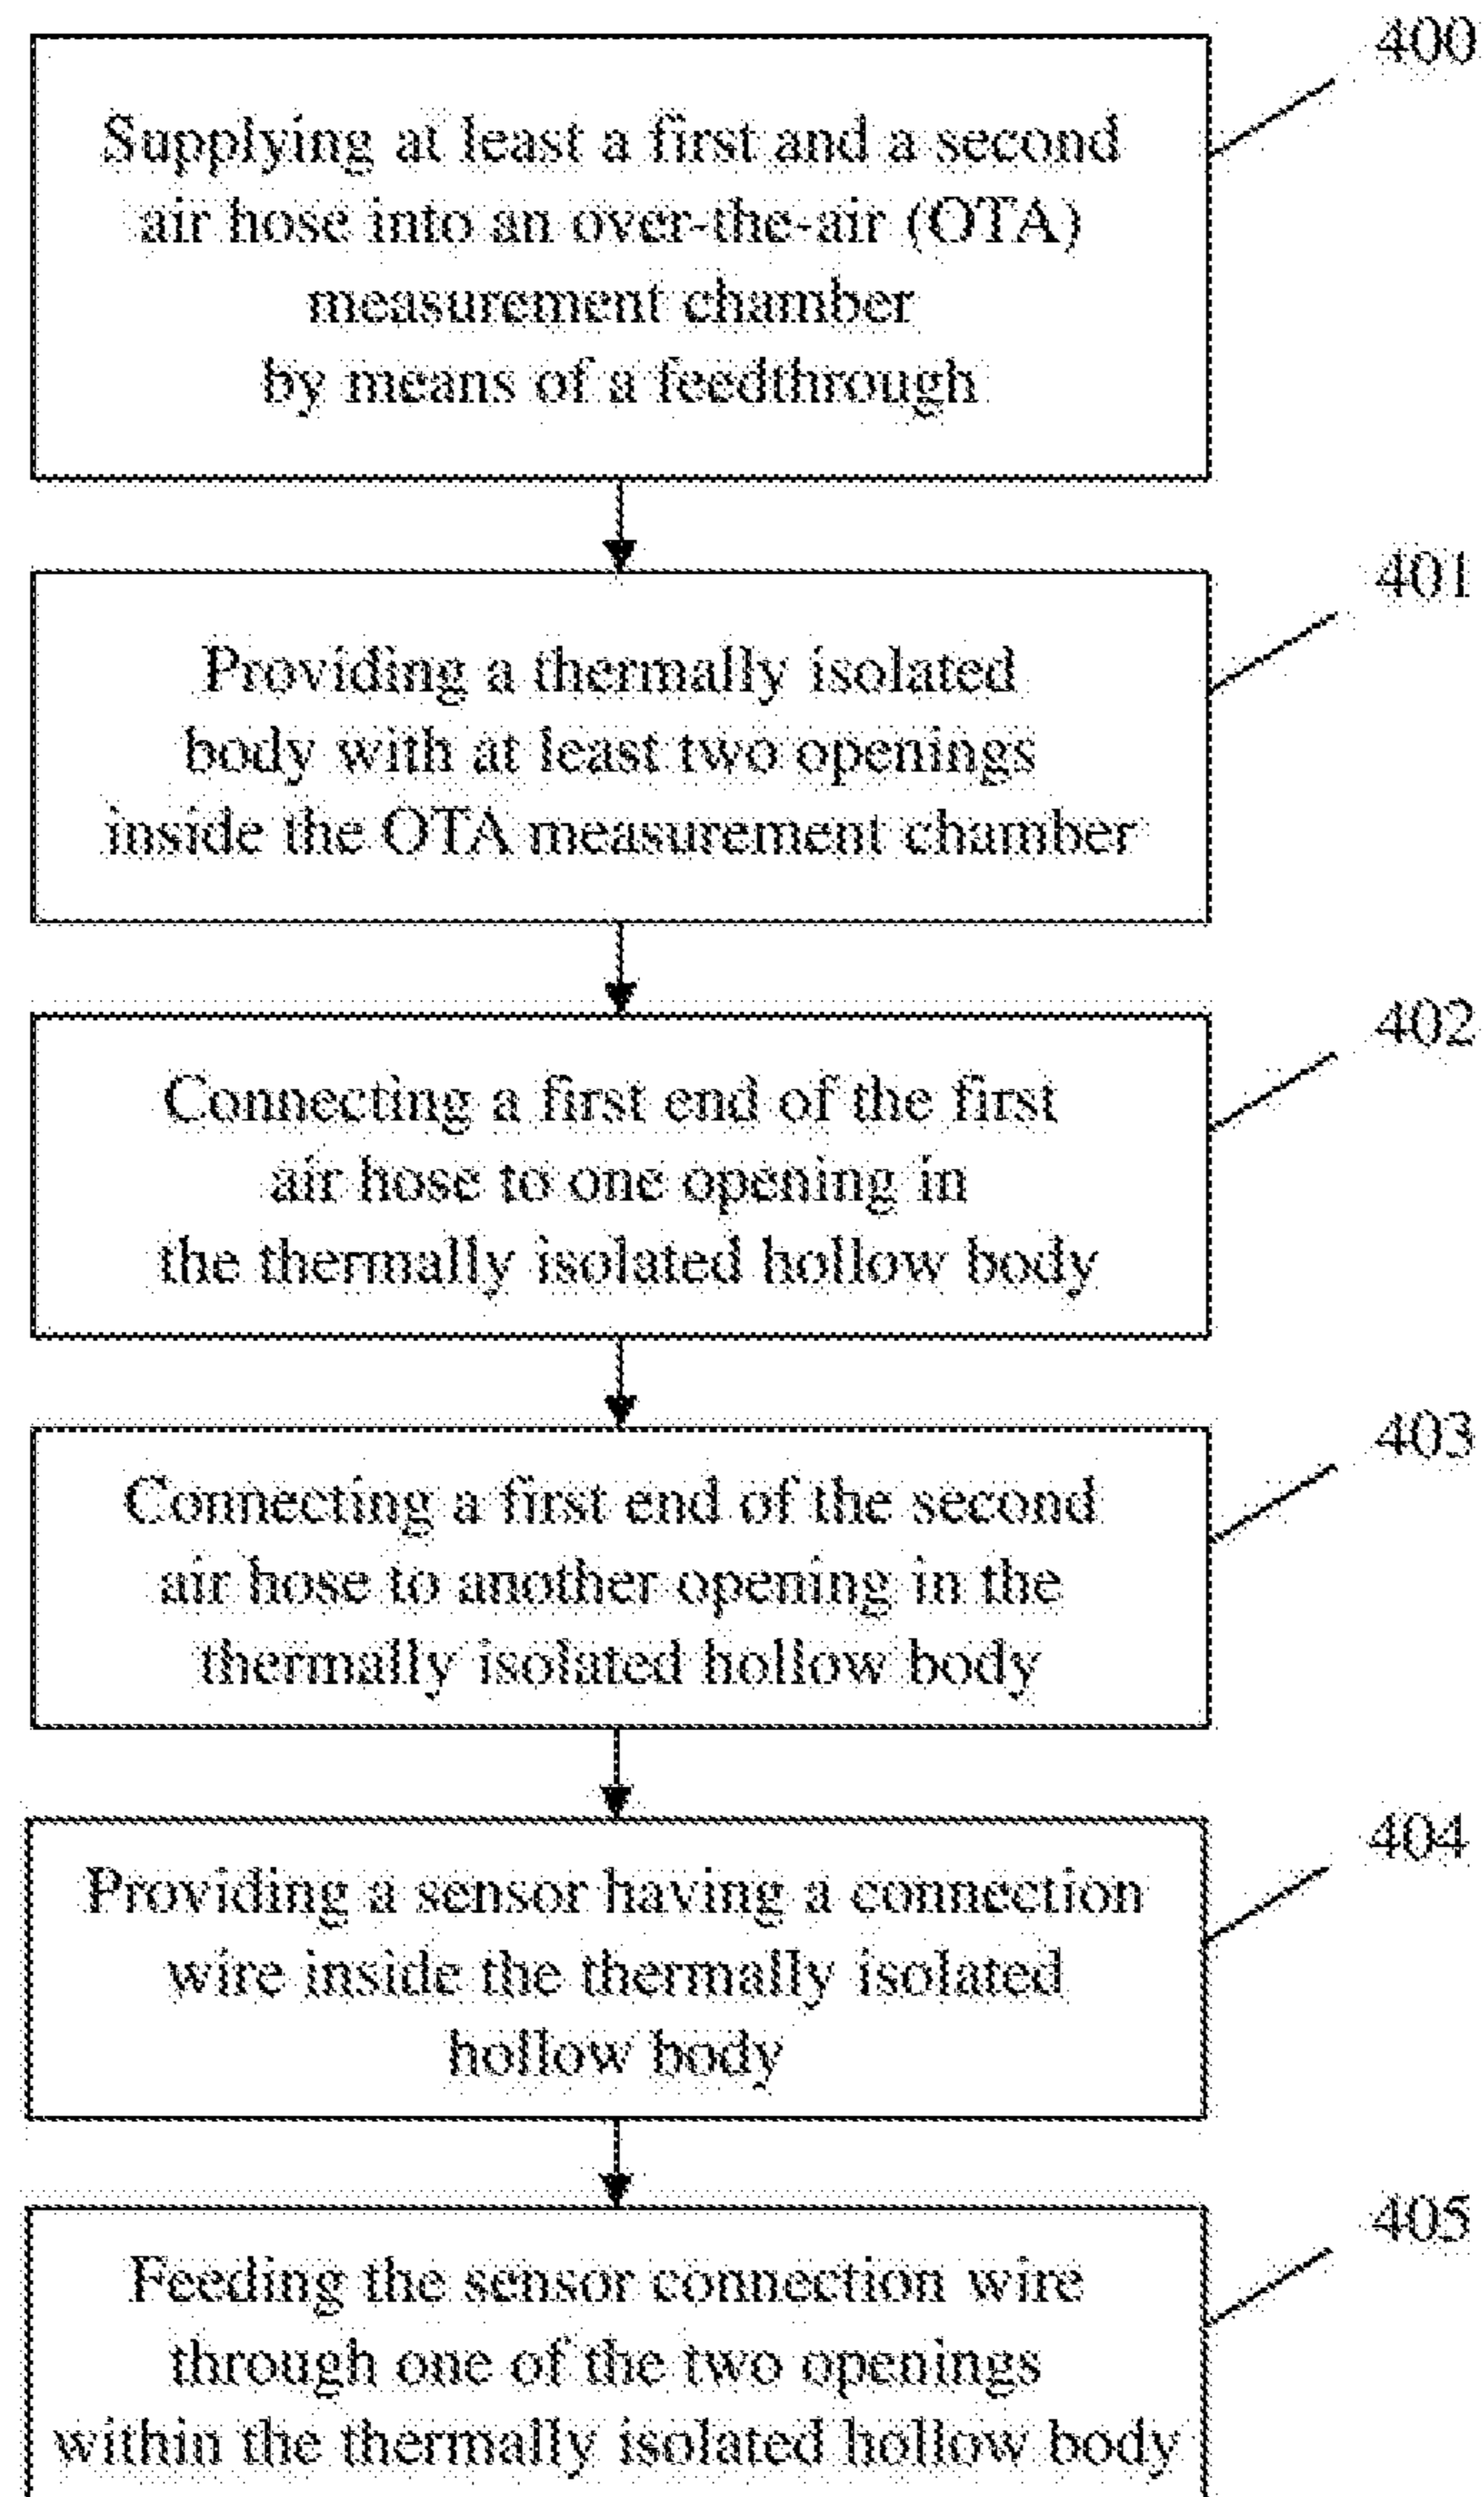 400
Supplying at least a first and a second
air hose into an over-the-air (OTA)
measurement chamber
by means of a feedthrough
401
Providing a thermally isolated
body with at least two openings
inside the OTA measurement chamber
402
Connecting a first end of the first
air hose to one opening in
the thermally isolated hollow body
403
Connecting a first end of the second
air hose to another opening in the
thermally isolated hollow body
404
Providing a sensor having a connection
wire inside the thermally isolated
hollow body
405
Feeding the sensor connection wire
through one of the two openings
within the thermally isolated hollow body